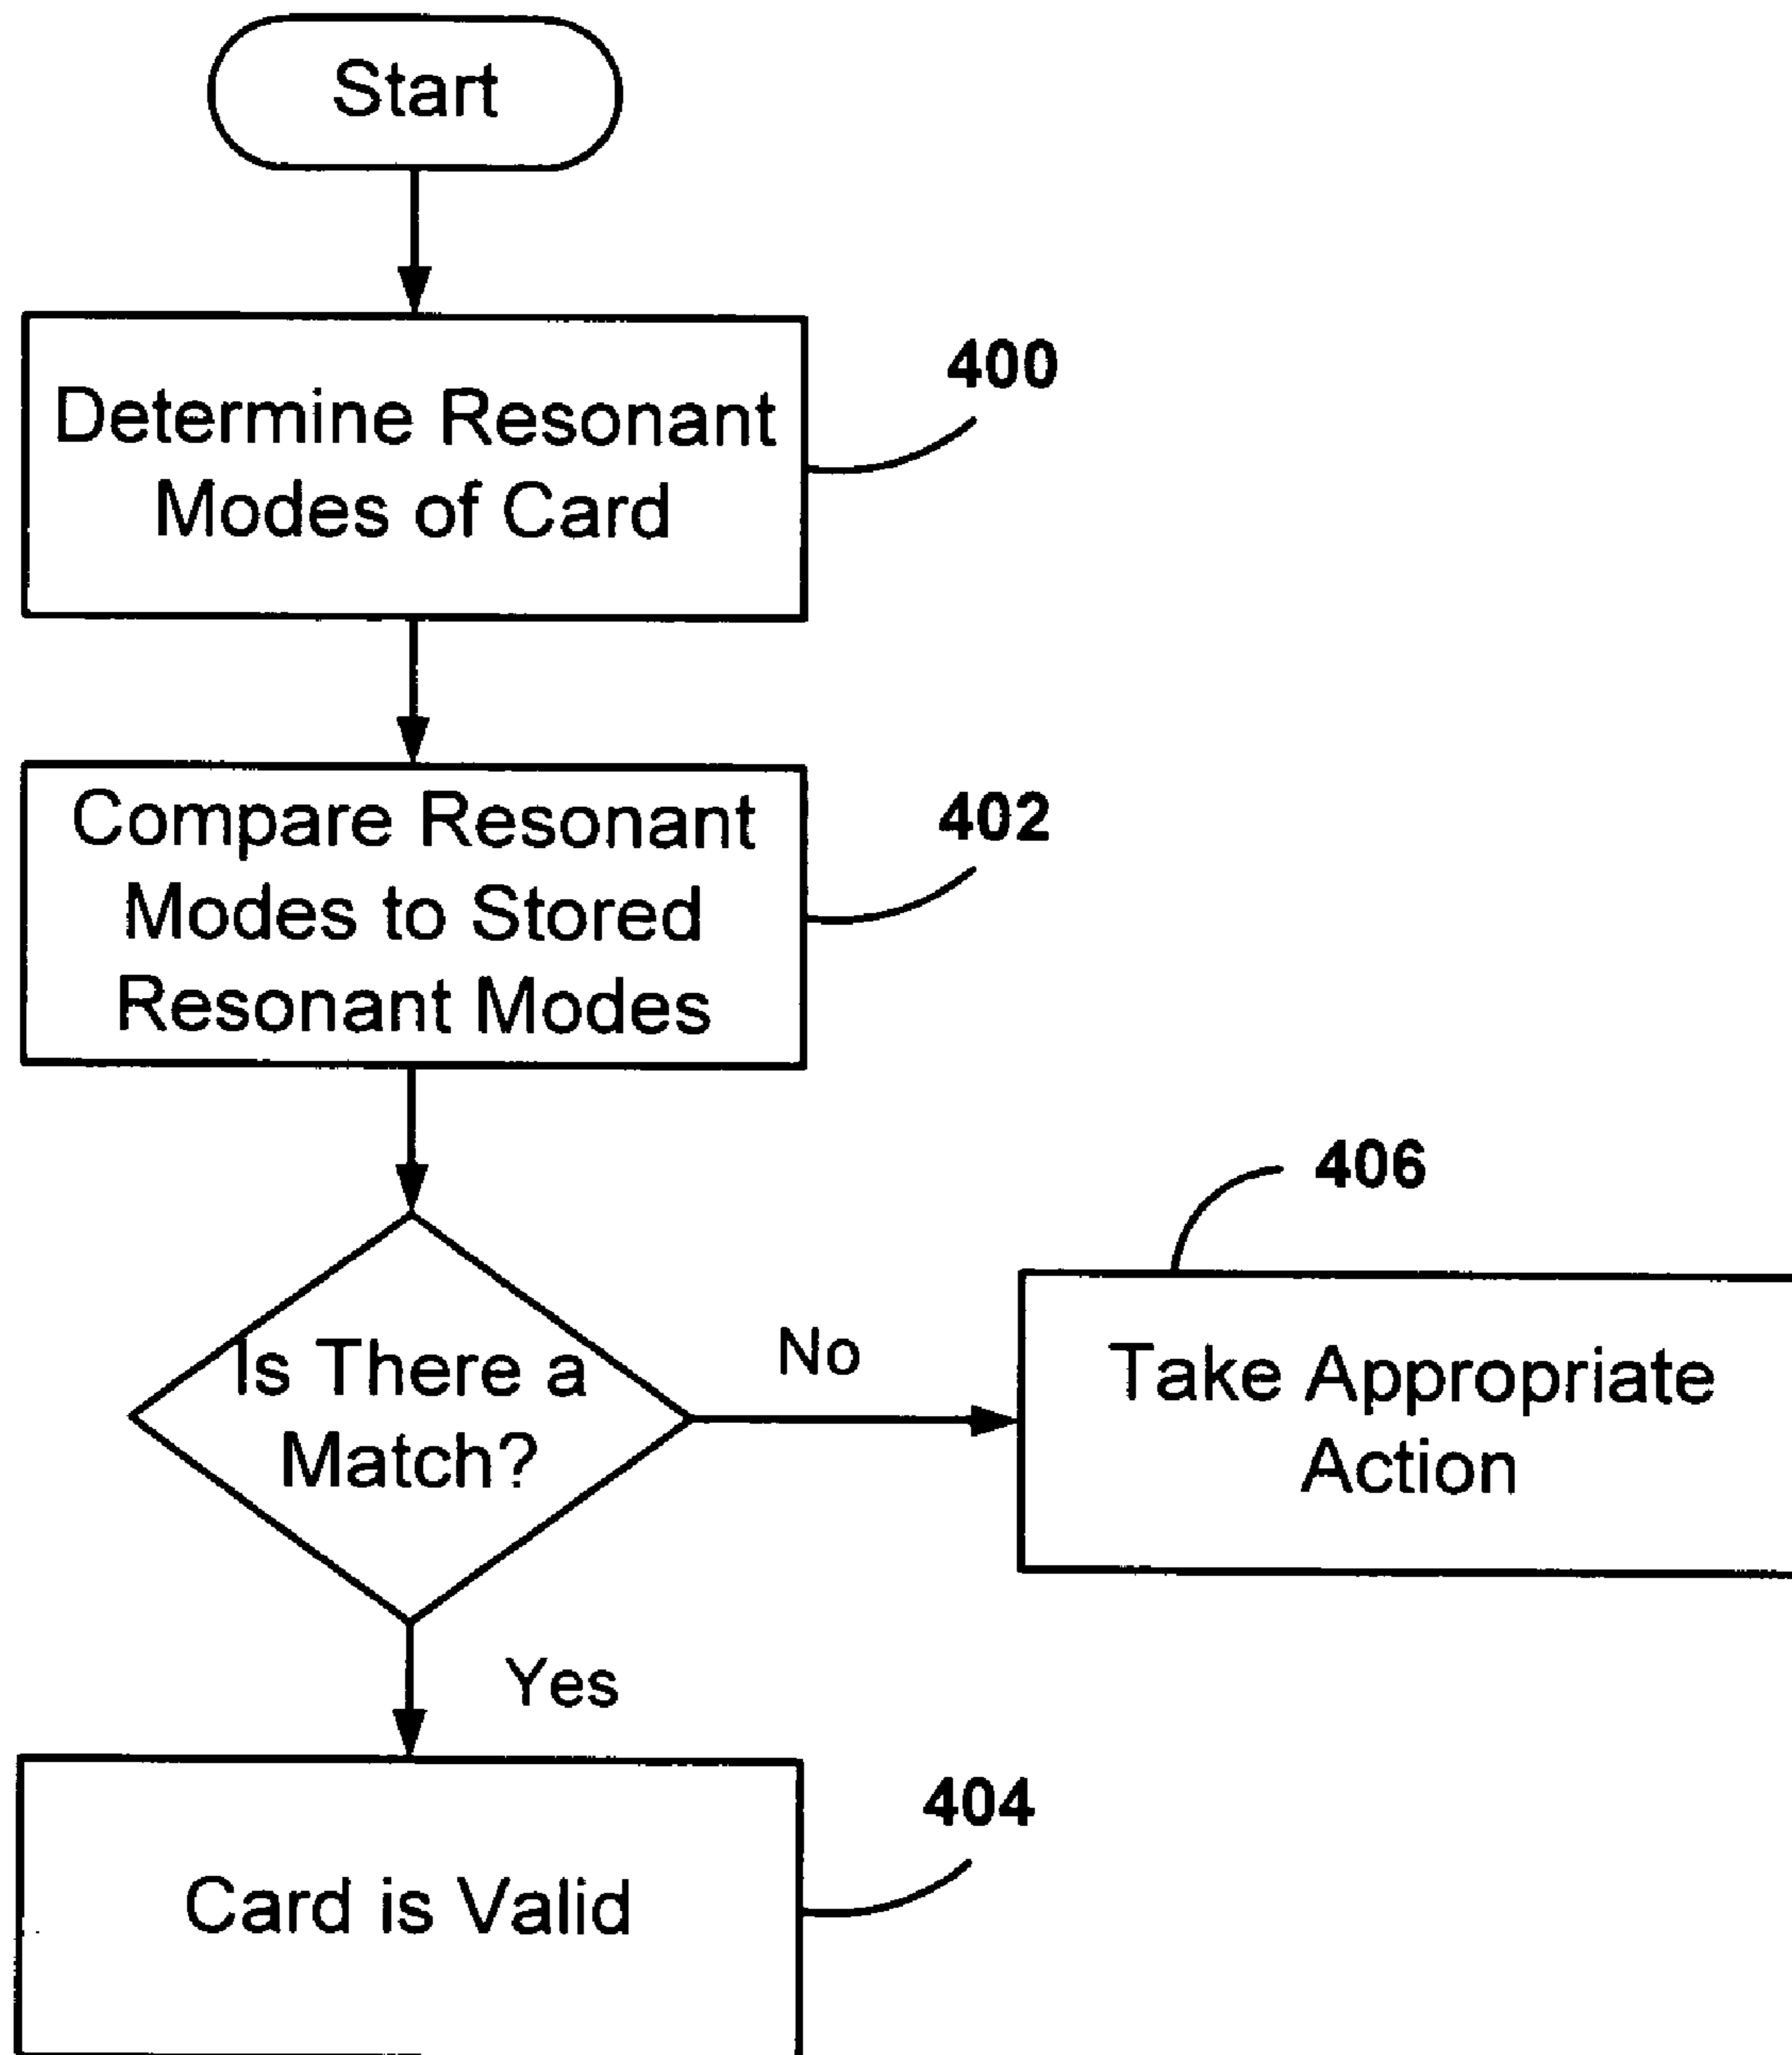 Start
Determine Resonant
Modes of Card
400
Compare Resonant
Modes to Stored
Resonant Modes
402
Is There a
Match?
No
406
Take Appropriate
Action
Yes
Card is Valid
404